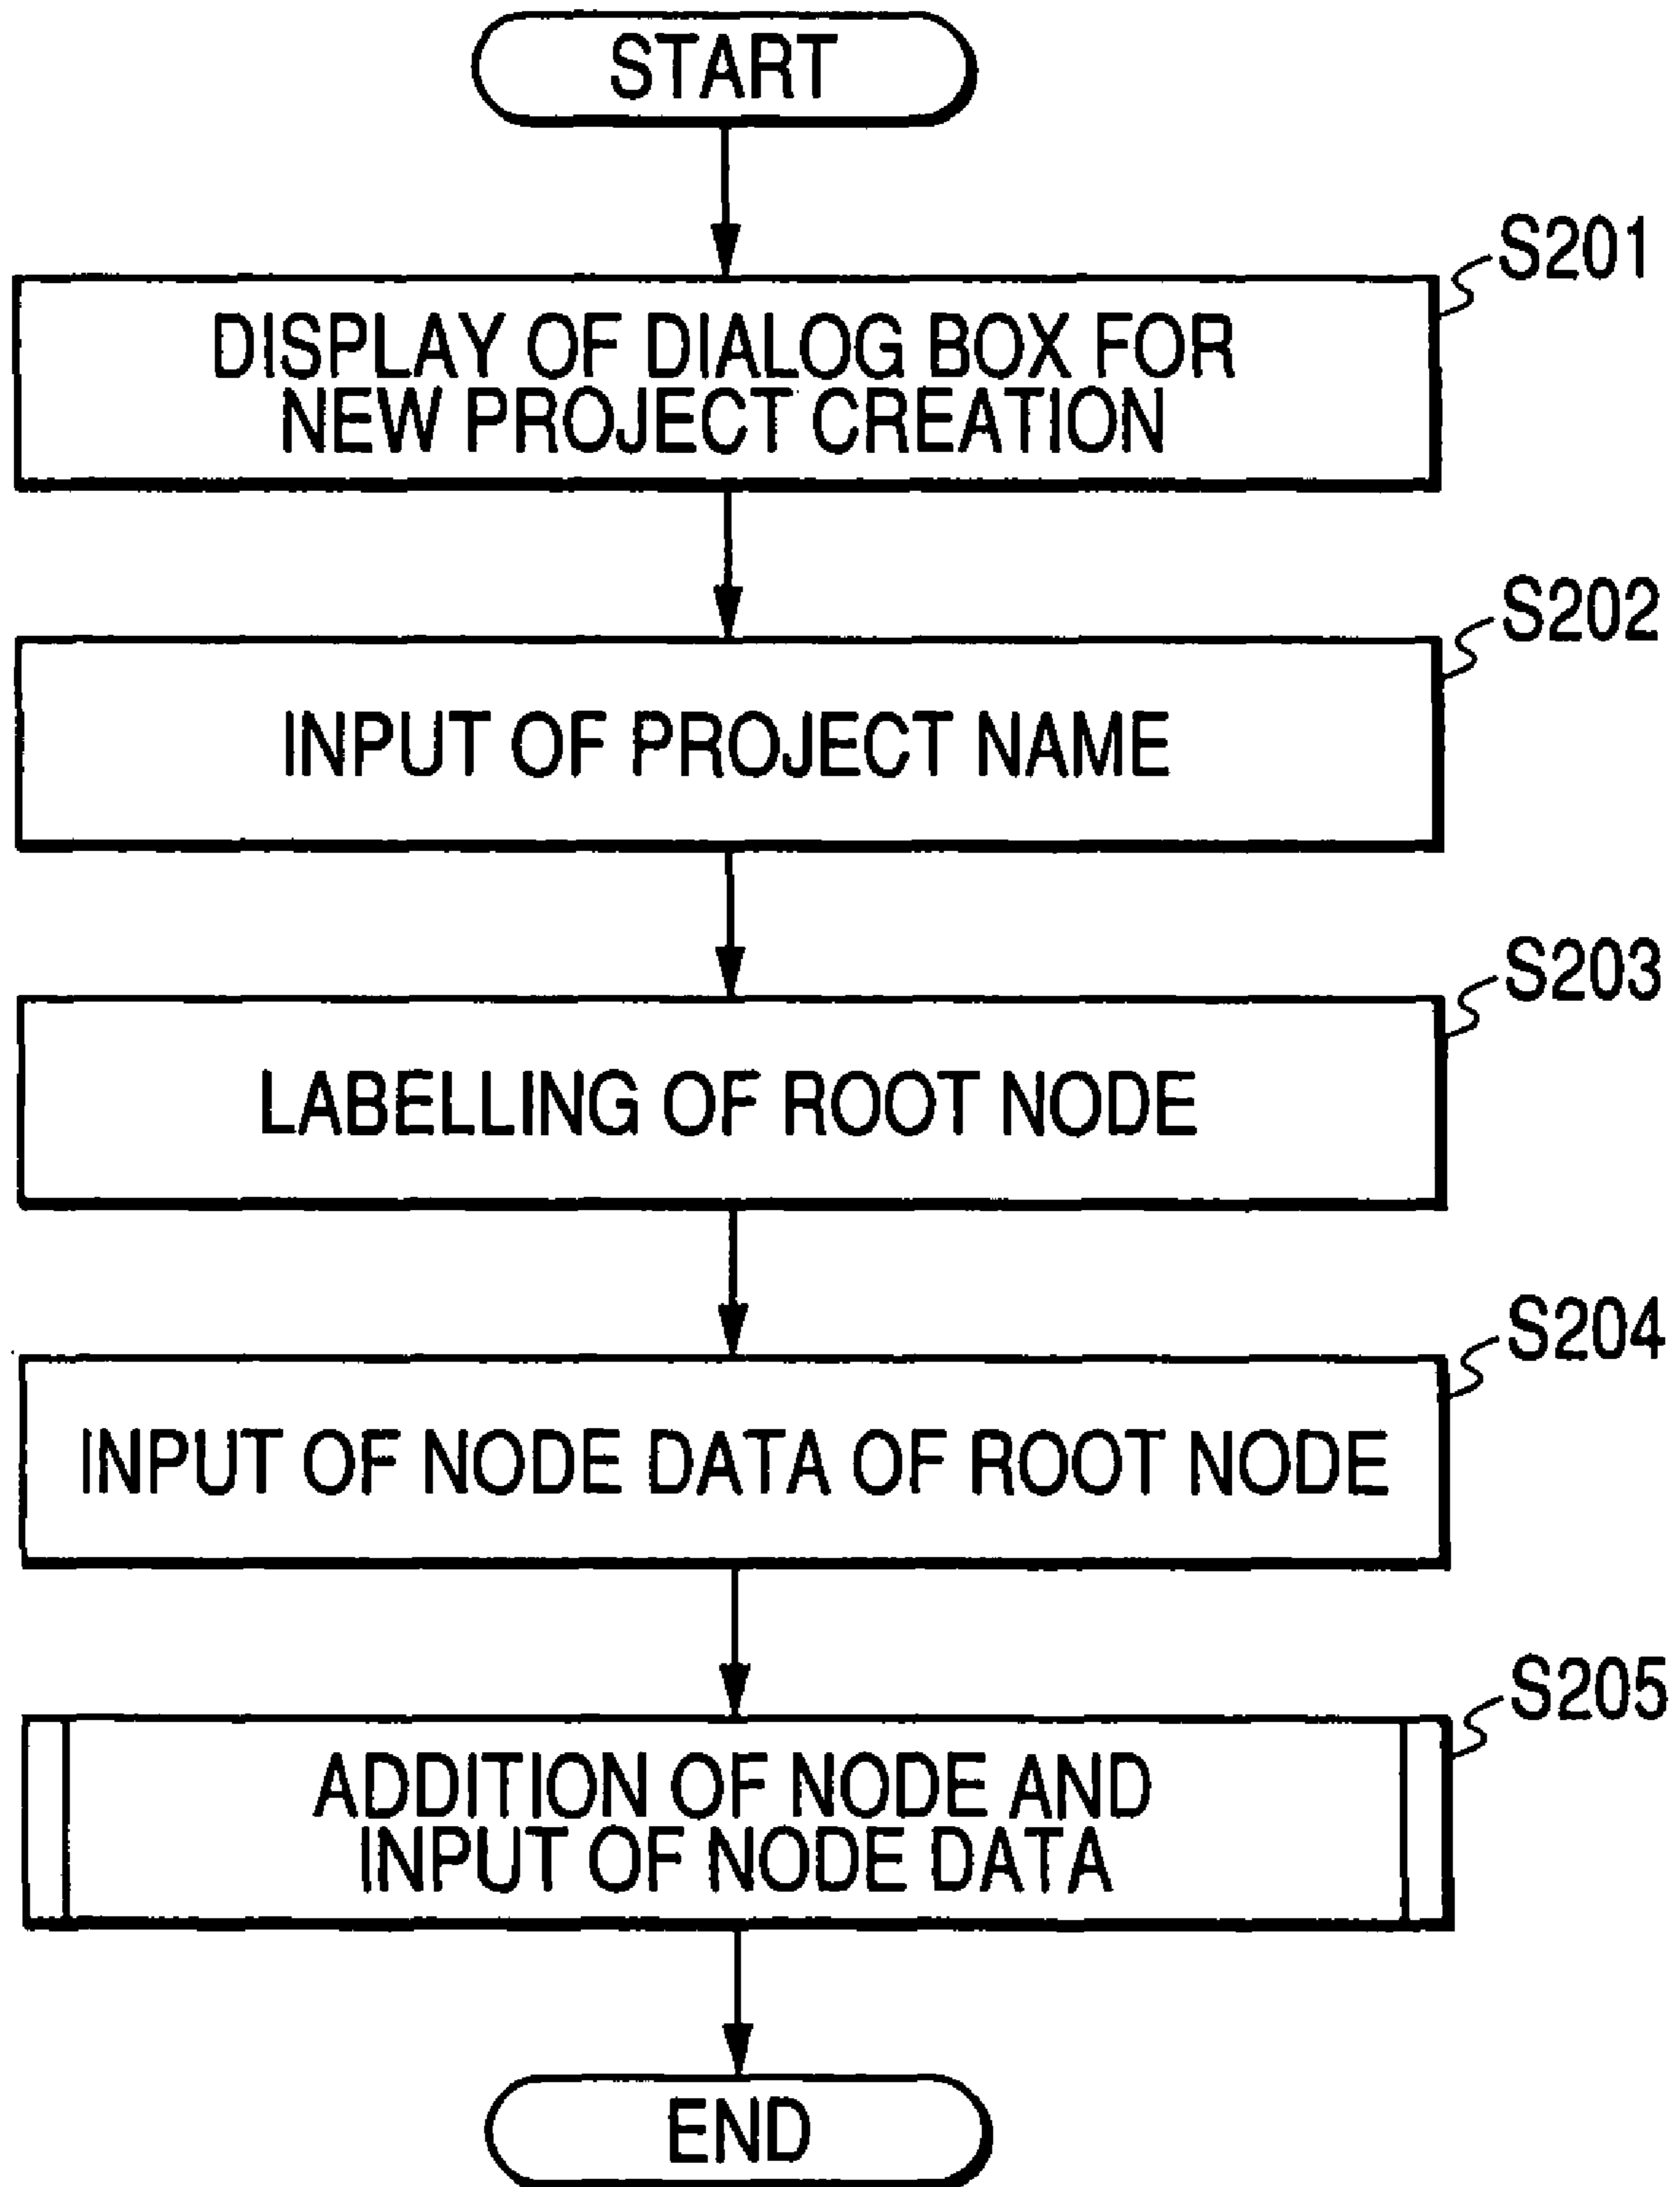 START
S201
DISPLAY OF DIALOG BOX FOR
NEW PROJECT CREATION
S202
INPUT OF PROJECT NAME
S203
LABELLING OF ROOT NODE
S204
INPUT OF NODE DATA OF ROOT NODE
S205
ADDITION OF NODE AND
INPUT OF NODE DATA
END